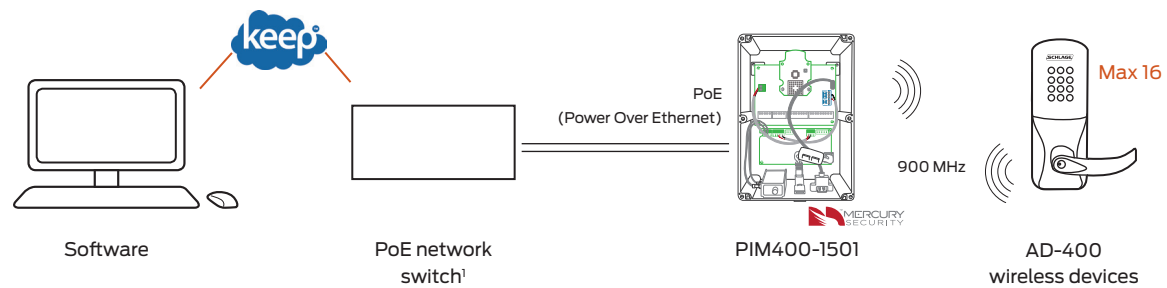 keep
SCHLAGE
Max 16
PoE
(Power Over Ethernet)
900 MHz
MERCURY
SECURITY
Software
PoE network
switch¹
PIM400-1501
AD-400
wireless devices